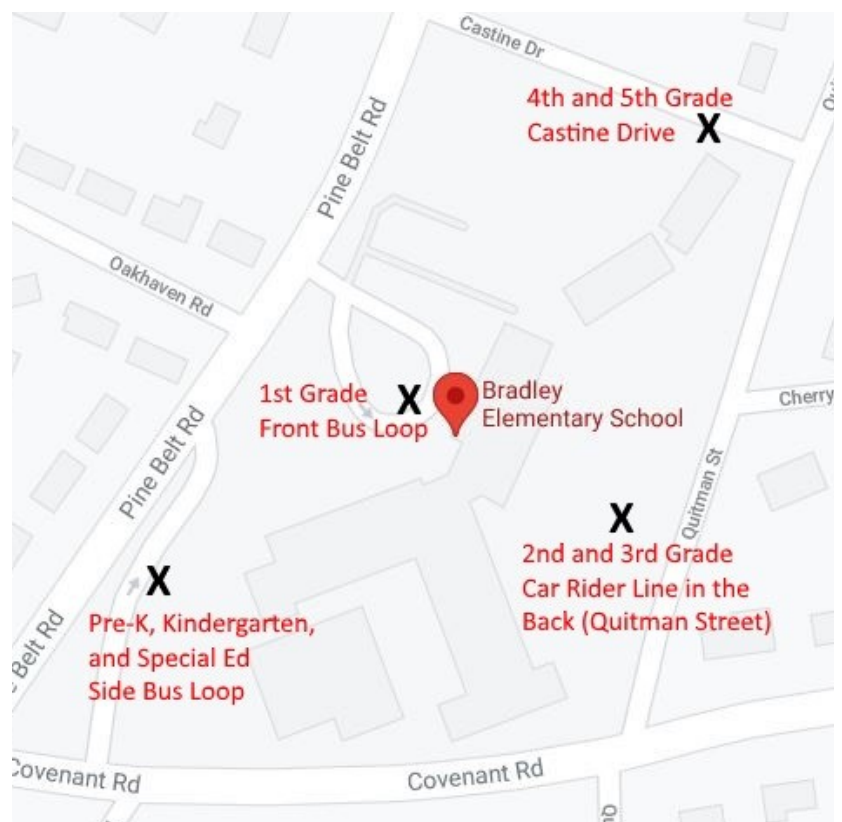 Castine Dr
4th and 5th Grade
Castine Drive X
Pine Belt Rd
Oakhaven Rd
1st Grade X
Front Bus Loop
Bradley
Elementary School
Cherry
Pine Belt Rd
Quitman St
X
2nd and 3rd Grade
Car Rider Line in the
Back (Quitman Street)
X
Pre-K, Kindergarten,
and Special Ed
Side Bus Loop
Belt Rd
Covenant Rd
Covenant Rd